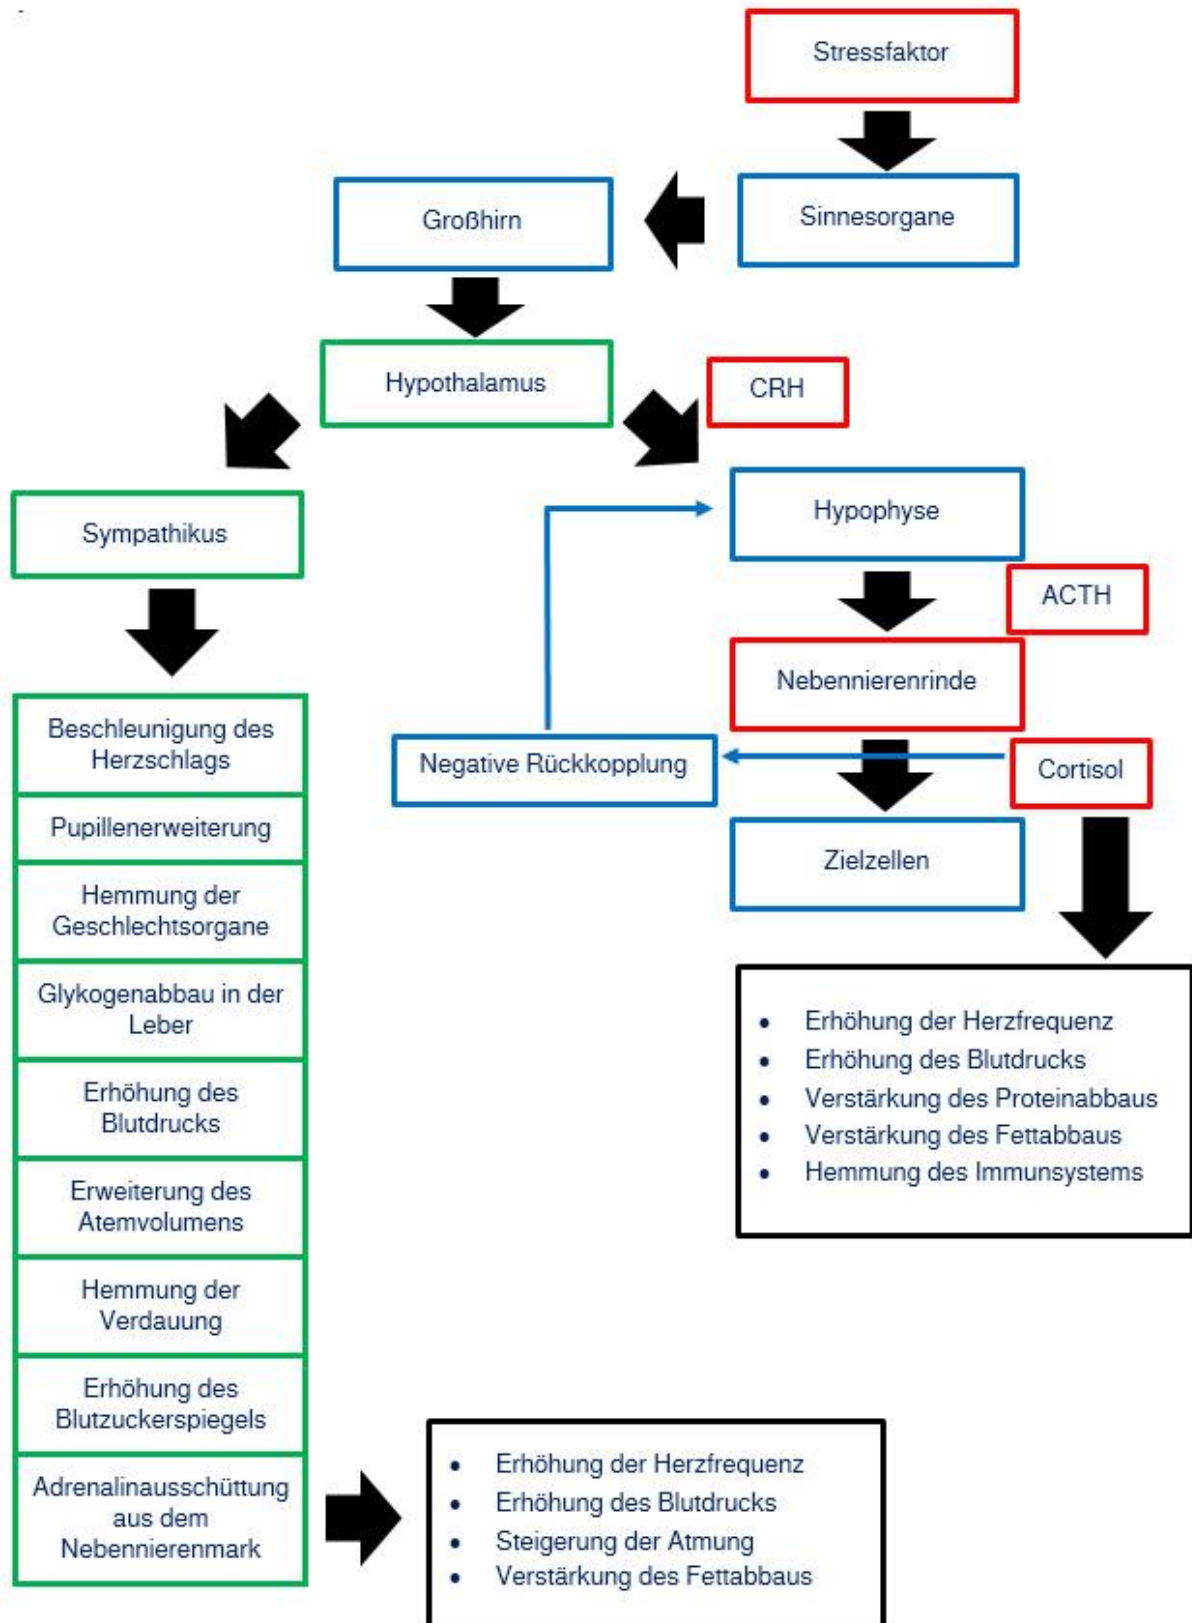 Stressfaktor
Sinnesorgane
Großhirn
Hypothalamus
CRH
Sympathikus
Hypophyse
ACTH
Nebennierenrinde
Negative Rückkopplung
Cortisol
Zielzellen
Beschleunigung des
Herzschlags
Pupillenerweiterung
Hemmung der
Geschlechtsorgane
Glykogenabbau in der
Leber
Erhöhung des
Blutdrucks
Erweiterung des
Atemvolumens
Hemmung der
Verdauung
Erhöhung des
Blutzuckerspiegels
Adrenalinausschüttung
aus dem
Nebennierenmark
• Erhöhung der Herzfrequenz
• Erhöhung des Blutdrucks
• Verstärkung des Proteinabbaus
• Verstärkung des Fettabbaus
• Hemmung des Immunsystems
• Erhöhung der Herzfrequenz
• Erhöhung des Blutdrucks
• Steigerung der Atmung
• Verstärkung des Fettabbaus